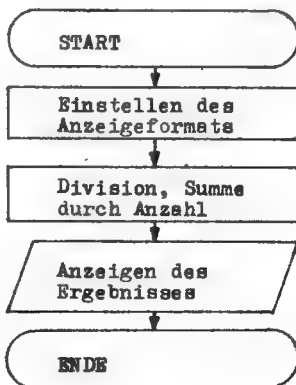 START
Einstellen des
Anzeigeformats
Division, Summe
durch Anzahl
Anzeigen des
Ergebnisses
ENDE